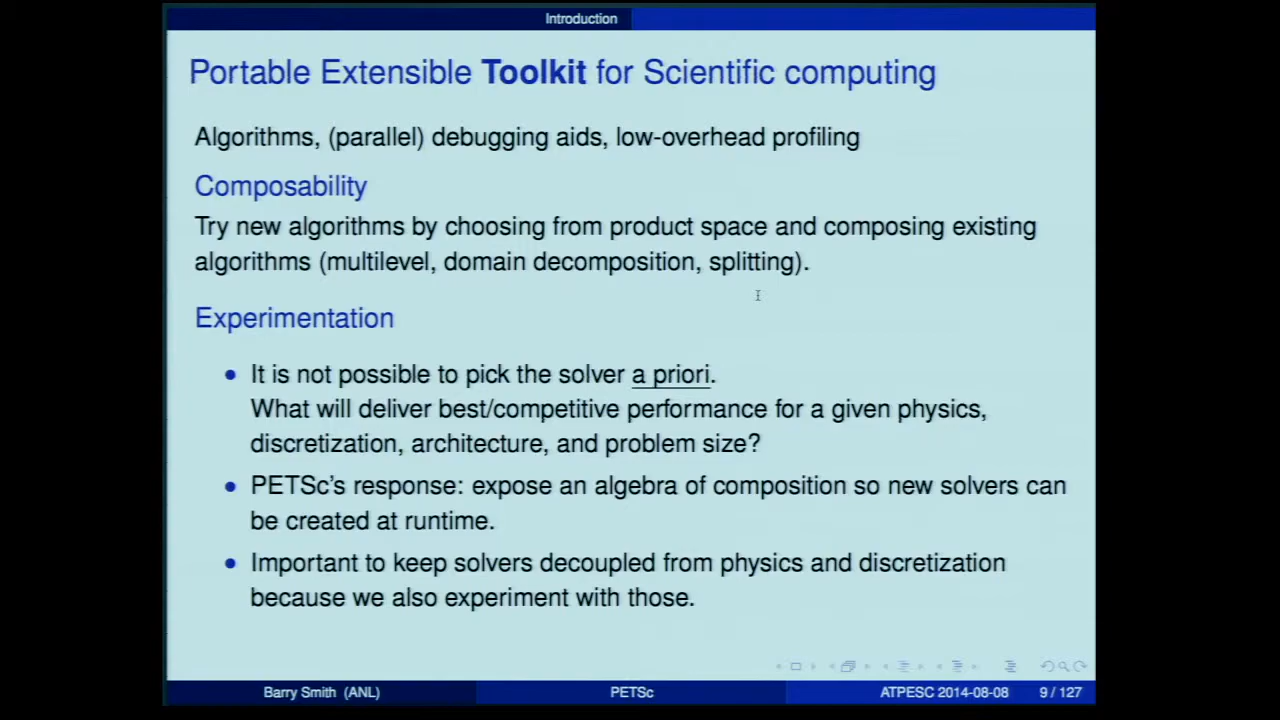 Introduction
Portable Extensible Toolkit for Scientific computing
Algorithms, (parallel) debugging aids, low-overhead profiling
Composability
Try new algorithms by choosing from product space and composing existing
algorithms (multilevel, domain decomposition, splitting).
Experimentation
• It is not possible to pick the solver a priori.
What will deliver best/competitive performance for a given physics,
discretization, architecture, and problem size?
• PETSc's response: expose an algebra of composition so new solvers can
be created at runtime.
• Important to keep solvers decoupled from physics and discretization
because we also experiment with those.
Barry Smith (ANL) PETSc ATPESC 2014-08-08 9 / 127